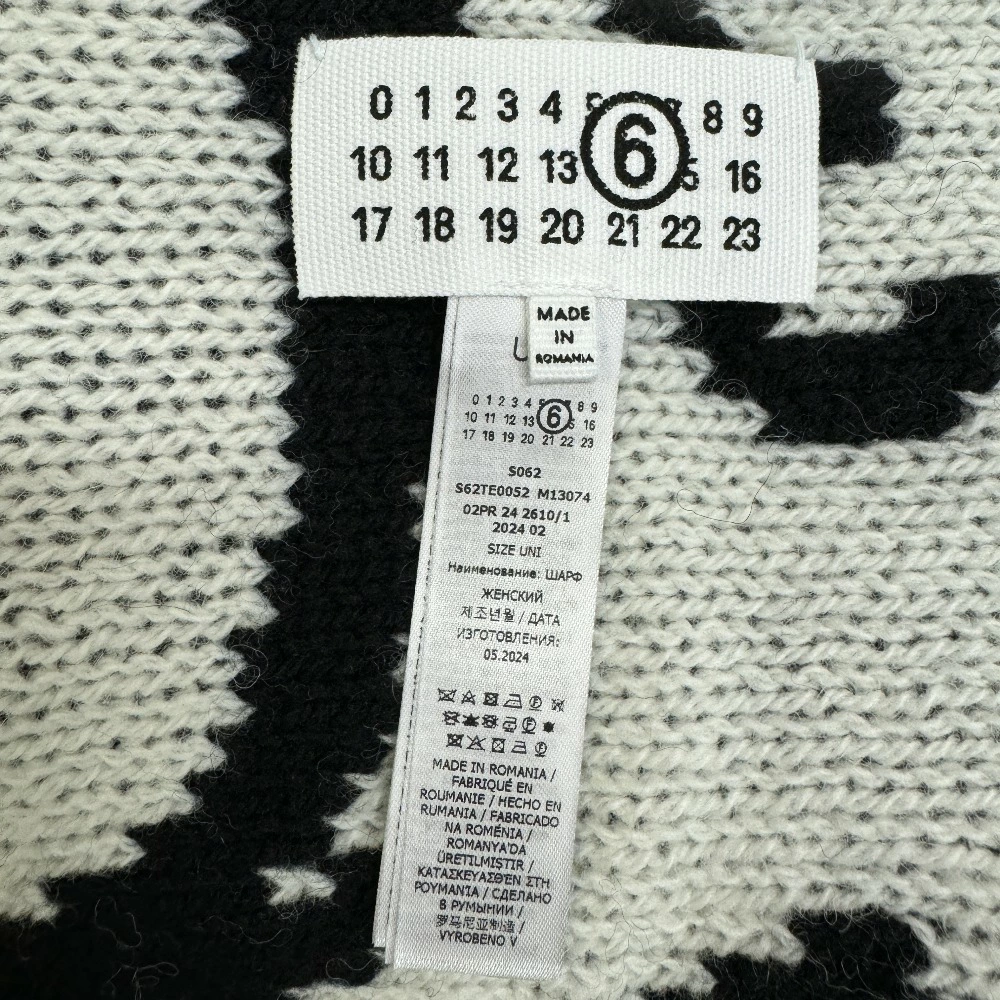 0 1 2 3 4 8 9
6
10 11 12 13 16
17 18 19 20 21 22 23
MADE
IN
ROMANIA
0 1 2 3 4 8 9
6
10 11 12 13 16
17 18 19 20 21 22 23
S062
S62TE0052 M13074
02PR 24 2610/1
2024 02
SIZE UNI
Наименование: ШАРФ
ЖЕНСКИЙ
제조년월 / ДАТА
ИЗГОТОВЛЕНИЯ:
05.2024
MADE IN ROMANIA /
FABRIQUÉ EN
ROUMANIE / HECHO EN
RUMANIA / FABRICADO
NA ROMÉNIA /
ROMANYA'DA
ÜRETILMISTIR /
ΚΑΤΑΣΚΕΥΑΣΘΕΝ ΣΤΗ
ΡΟΥΜΑΝΙΑ / СДЕЛАНО
В РУМЫНИИ /
罗马尼亚制造 /
VYROBENO V